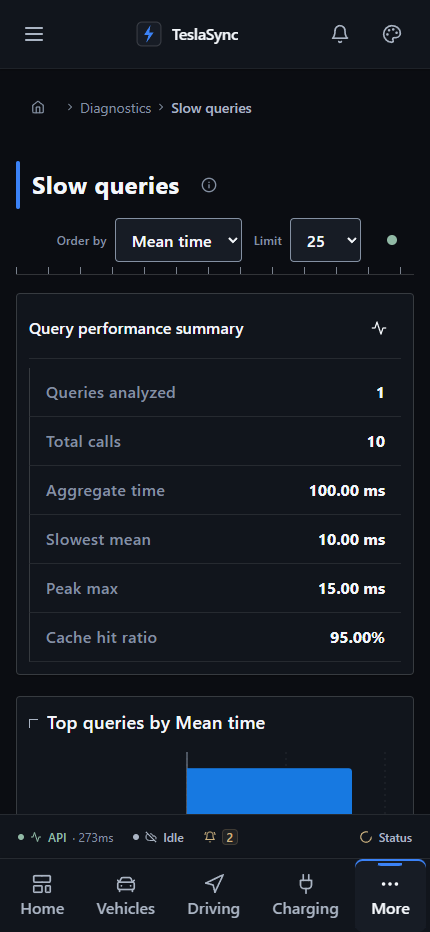 TeslaSync
Diagnostics
Slow queries
Slow queries
Order by Mean time Limit 25
Query performance summary
Queries analyzed 1
Total calls 10
Aggregate time 100.00 ms
Slowest mean 10.00 ms
Peak max 15.00 ms
Cache hit ratio 95.00%
Top queries by Mean time
API · 273ms Idle 2 Status
Home Vehicles Driving Charging More